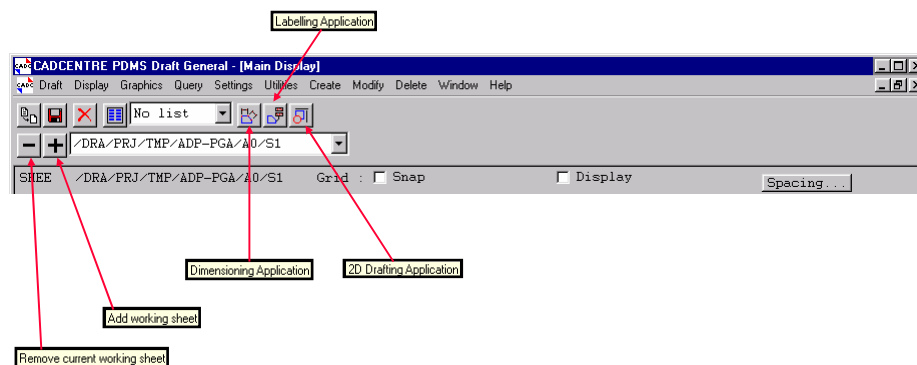 Labelling Application
CADCENTRE PDMS Draft General - [Main Display]
Draft Display Graphics Query Settings Utilities Create Modify Delete Window Help
No list
/DRA/PRJ/TMP/ADP-PGA/A0/S1
SHEE /DRA/PRJ/TMP/ADP-PGA/A0/S1 Grid : Snap Display Spacing...
Dimensioning Application 2D Drafting Application
Add working sheet
Remove current working sheet